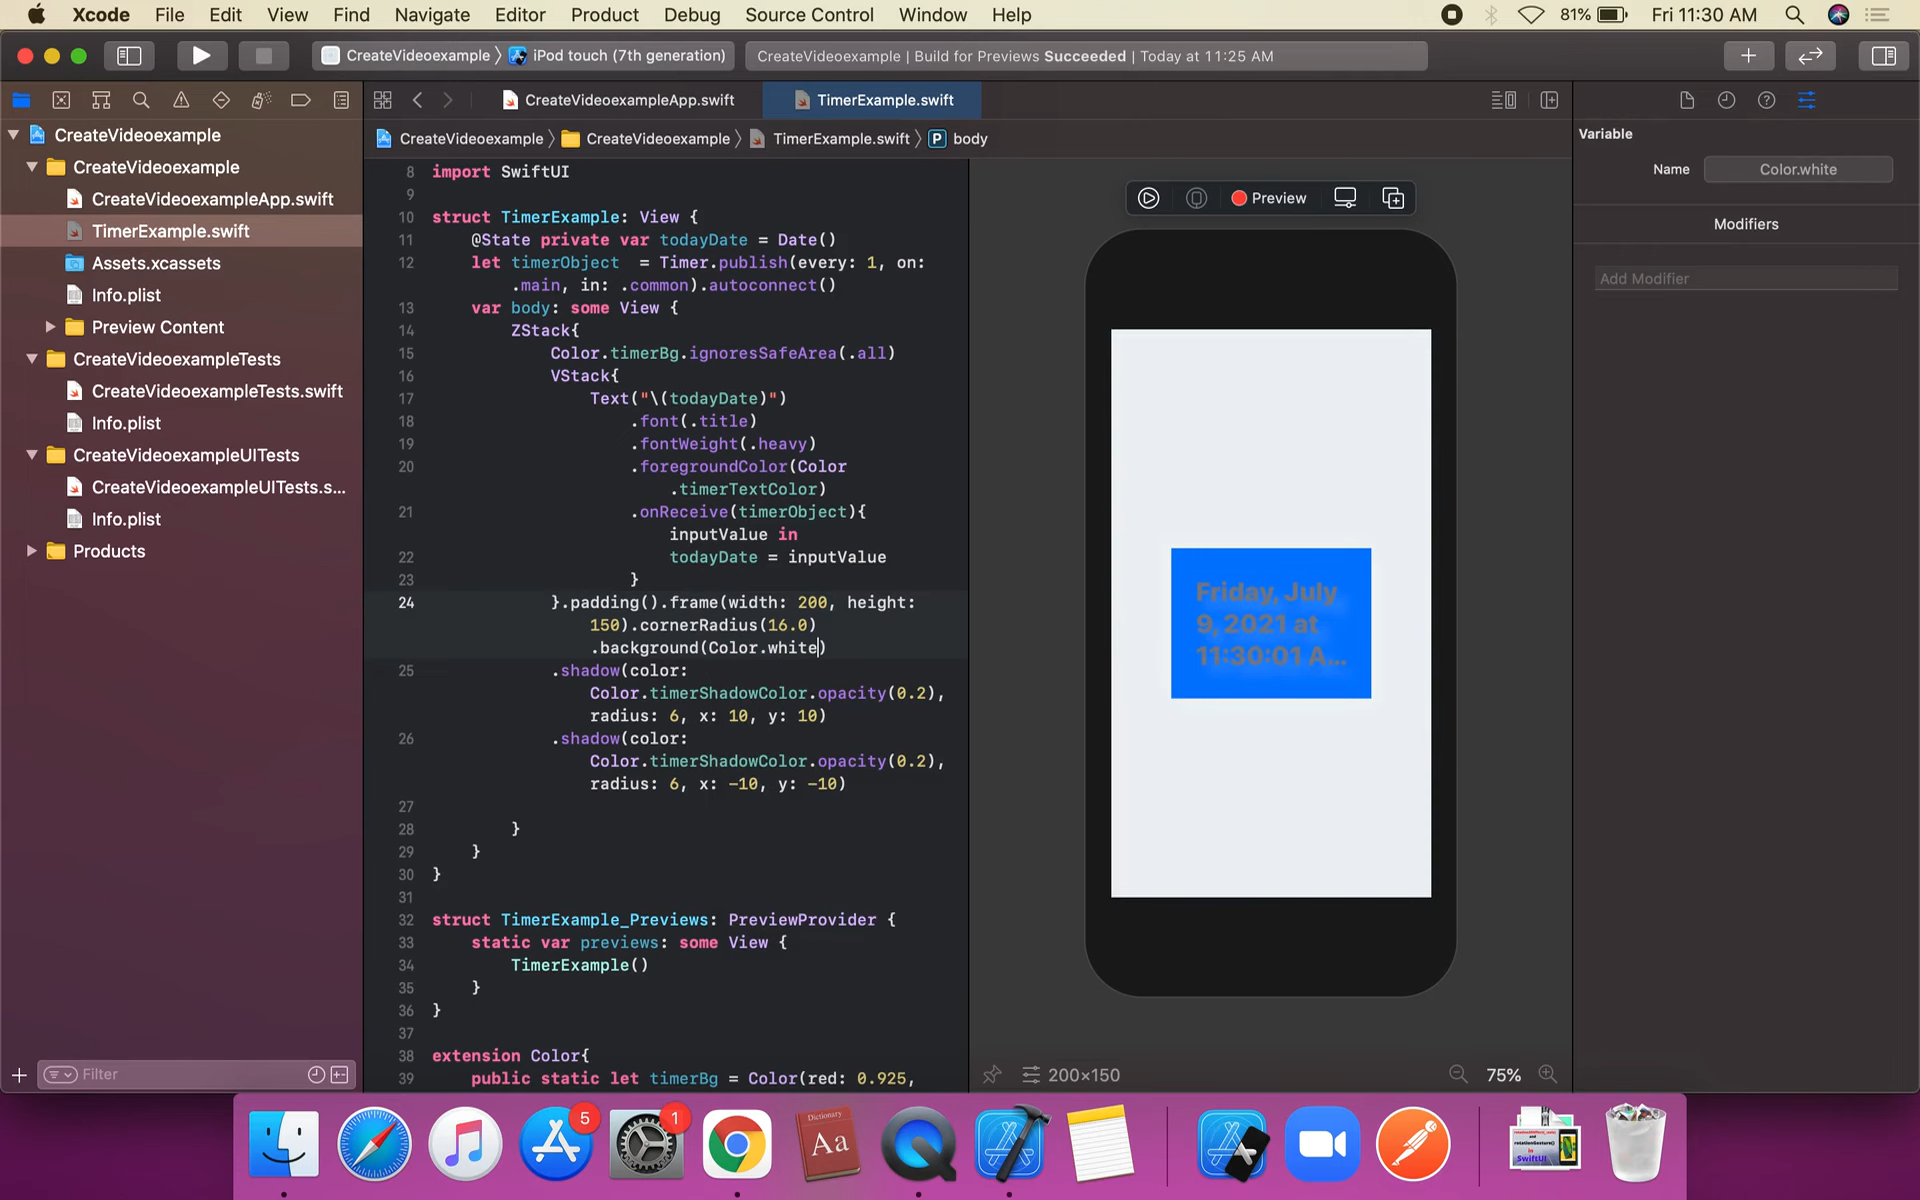 Xcode File Edit View Find Navigate Editor Product Debug Source Control Window Help 81% Fri 11:30 AM
CreateVideoexample 〉 iPod touch (7th generation) CreateVideoexample | Build for Previews Succeeded | Today at 11:25 AM
CreateVideoexampleApp.swift TimerExample.swift
CreateVideoexample 〉 CreateVideoexample 〉 TimerExample.swift 〉 P body
CreateVideoexample
CreateVideoexample
CreateVideoexampleApp.swift
TimerExample.swift
Assets.xcassets
Info.plist
Preview Content
CreateVideoexampleTests
CreateVideoexampleTests.swift
Info.plist
CreateVideoexampleUITests
CreateVideoexampleUITests.s...
Info.plist
Products
Filter
8 import SwiftUI
9
10 struct TimerExample: View {
11 @State private var todayDate = Date()
12 let timerObject  = Timer.publish(every: 1, on:
.main, in: .common).autoconnect()
13 var body: some View {
14 ZStack{
15 Color.timerBg.ignoresSafeArea(.all)
16 VStack{
17 Text("\(todayDate)")
18 .font(.title)
19 .fontWeight(.heavy)
20 .foregroundColor(Color
.timerTextColor)
21 .onReceive(timerObject){
inputValue in
22 todayDate = inputValue
23 }
24 }.padding().frame(width: 200, height:
150).cornerRadius(16.0)
.background(Color.white)
25 .shadow(color:
Color.timerShadowColor.opacity(0.2),
radius: 6, x: 10, y: 10)
26 .shadow(color:
Color.timerShadowColor.opacity(0.2),
radius: 6, x: -10, y: -10)
27
28 }
29 }
30 }
31
32 struct TimerExample_Previews: PreviewProvider {
33 static var previews: some View {
34 TimerExample()
35 }
36 }
37
38 extension Color{
39 public static let timerBg = Color(red: 0.925,
Preview
Friday, July
9, 2021 at
11:30:01 A...
200×150
75%
Variable
Name Color.white
Modifiers
Add Modifier
5
1
Dictionary
Aa
and
rotationGesture()
in
SwiftUI